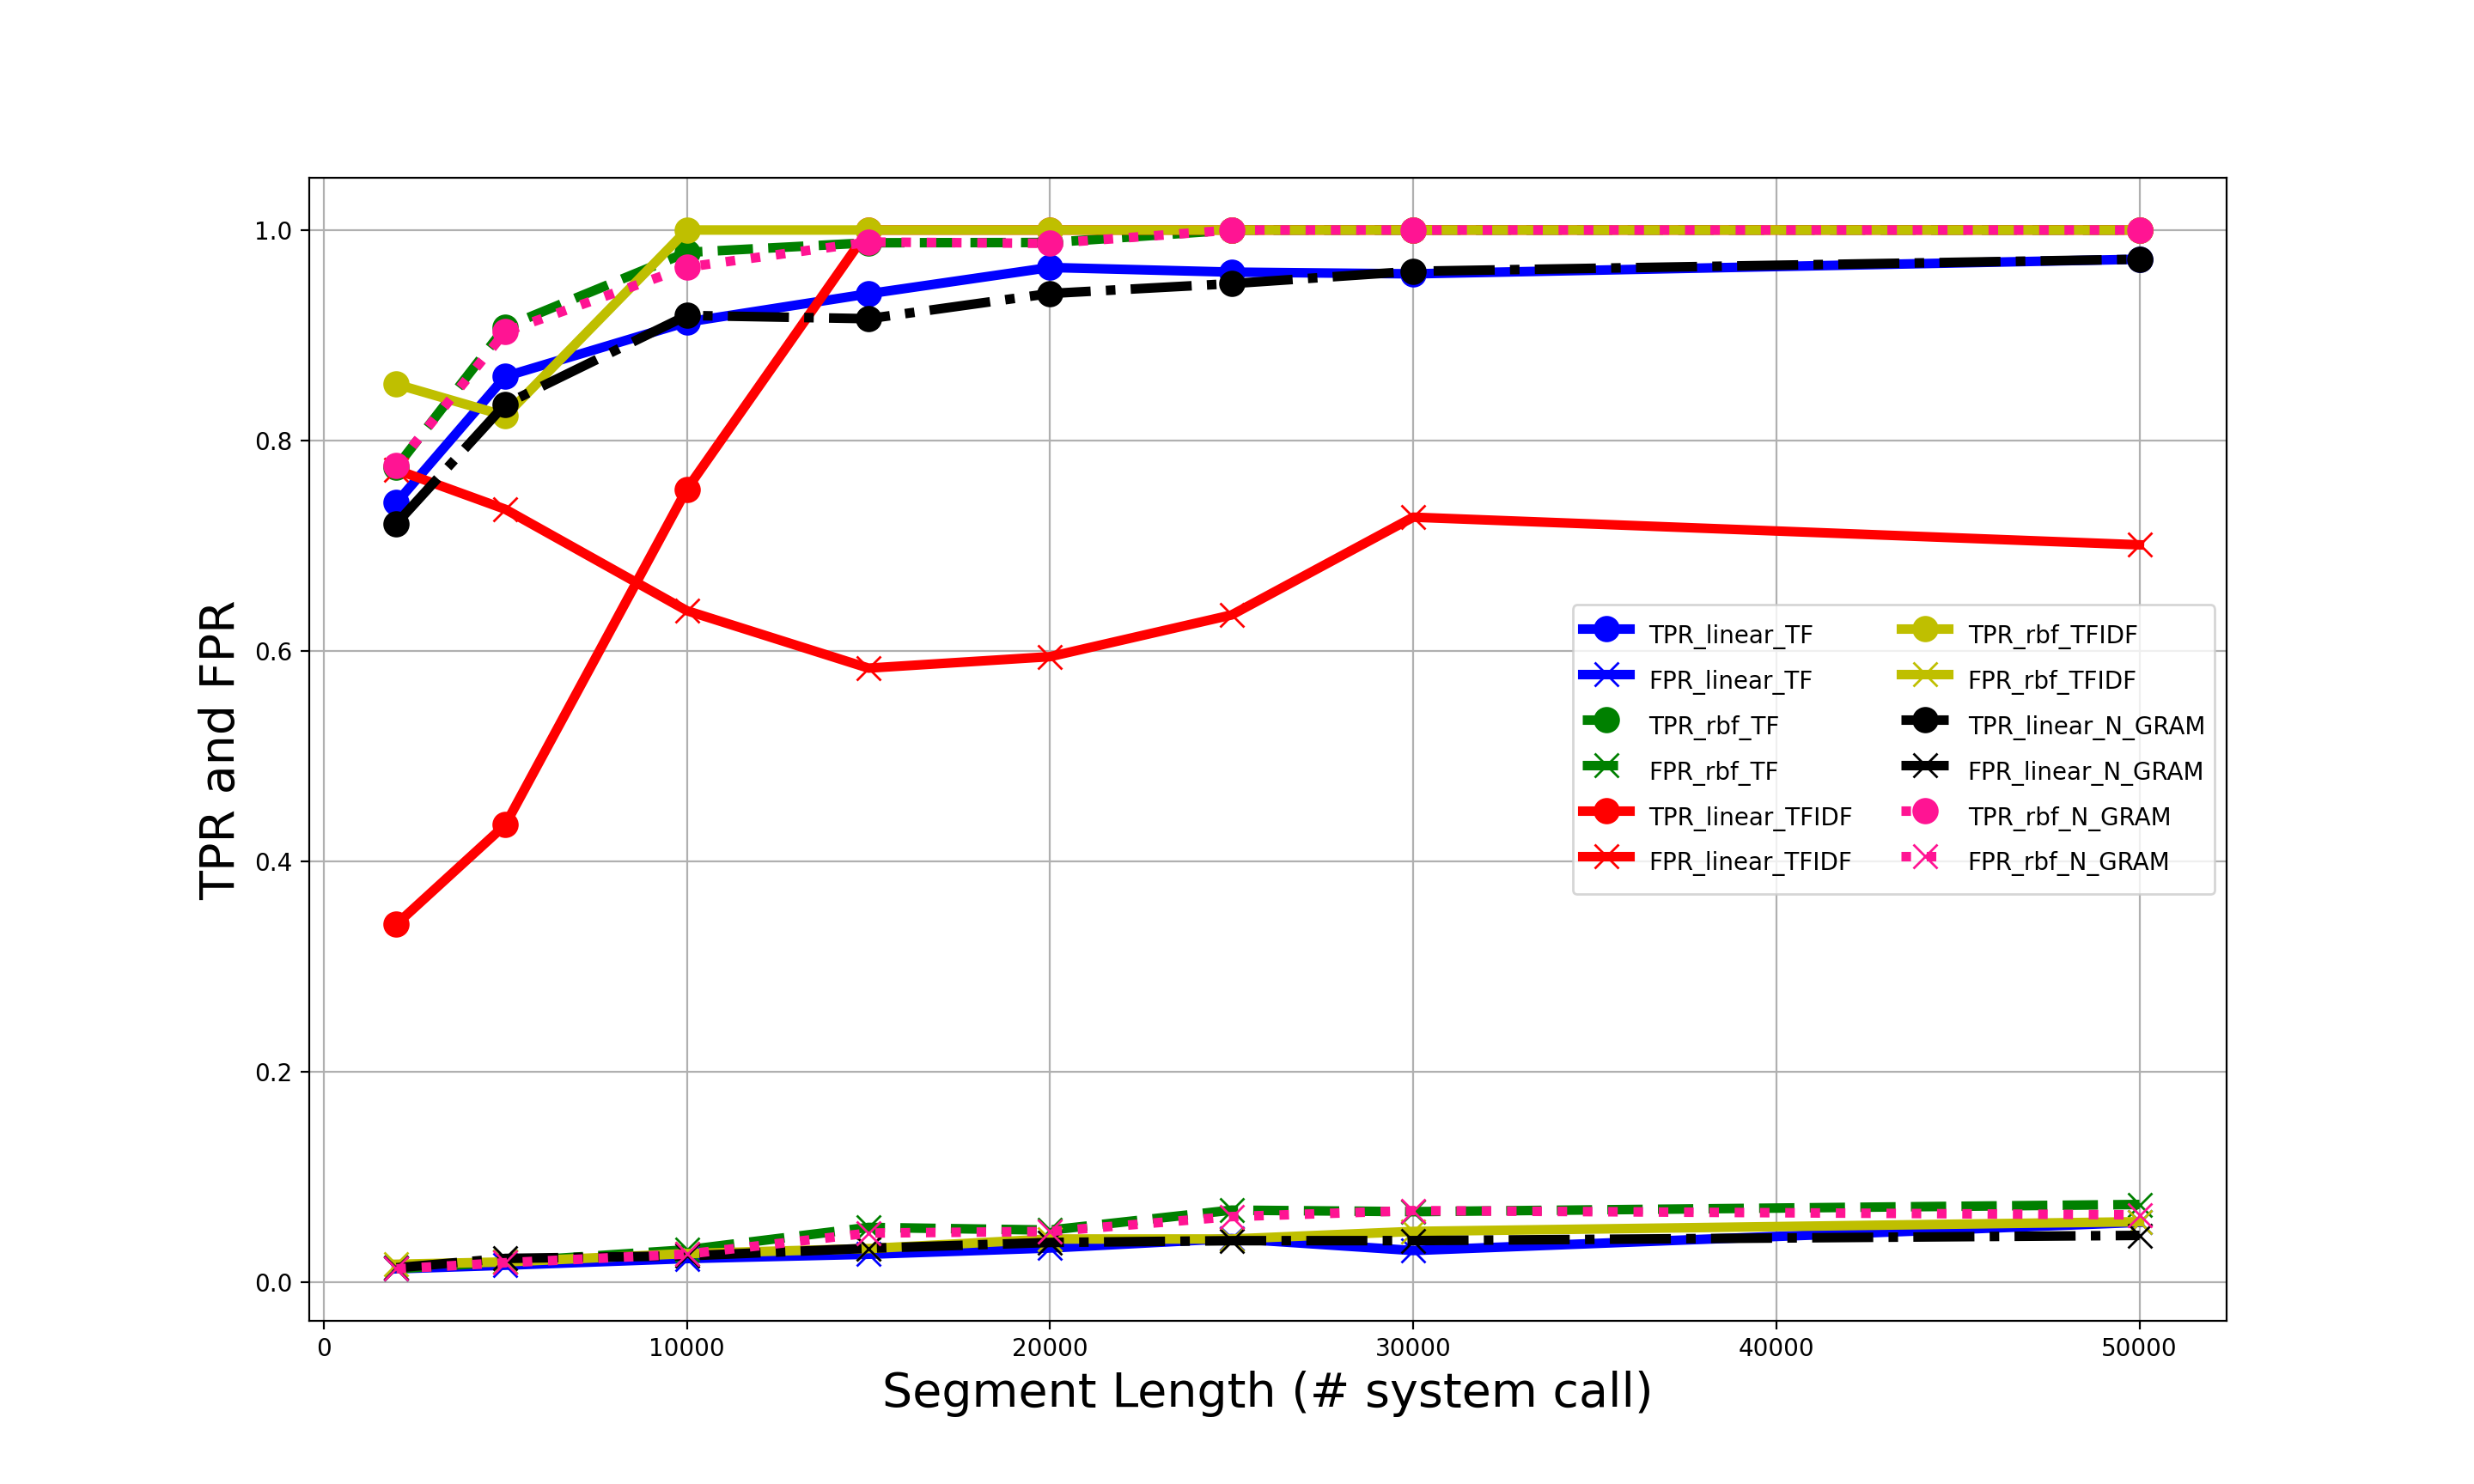 1.0
0.8
0.6
0.4
0.2
0.0
TPR and FPR
0 10000 20000 30000 40000 50000
Segment Length (# system call)
TPR_linear_TF
FPR_linear_TF
TPR_rbf_TF
FPR_rbf_TF
TPR_linear_TFIDF
FPR_linear_TFIDF
TPR_rbf_TFIDF
FPR_rbf_TFIDF
TPR_linear_N_GRAM
FPR_linear_N_GRAM
TPR_rbf_N_GRAM
FPR_rbf_N_GRAM